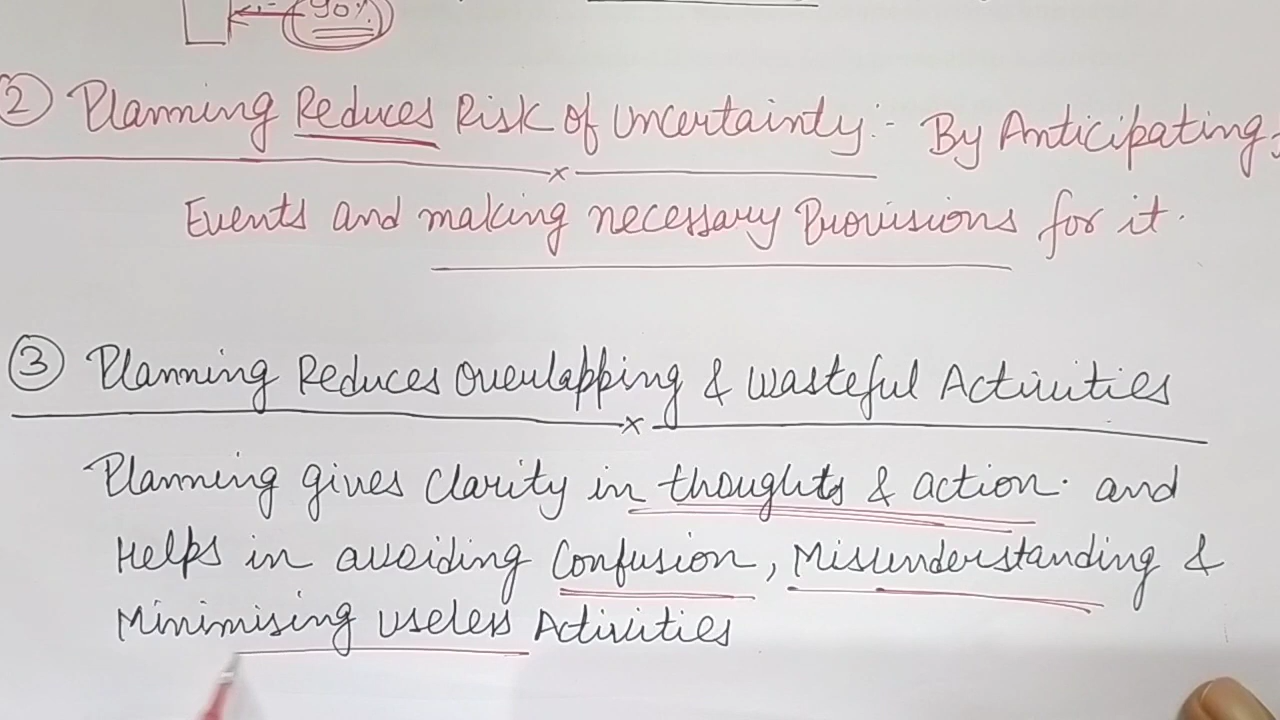 90%
② Planning Reduces Risk of Uncertainty:- By Anticipating
Events and making necessary Provisions for it.
③ Planning Reduces Overlapping & Wasteful Activities
Planning gives Clarity in thoughts & action. and
Helps in avoiding Confusion, Misunderstanding &
Minimising useless Activities